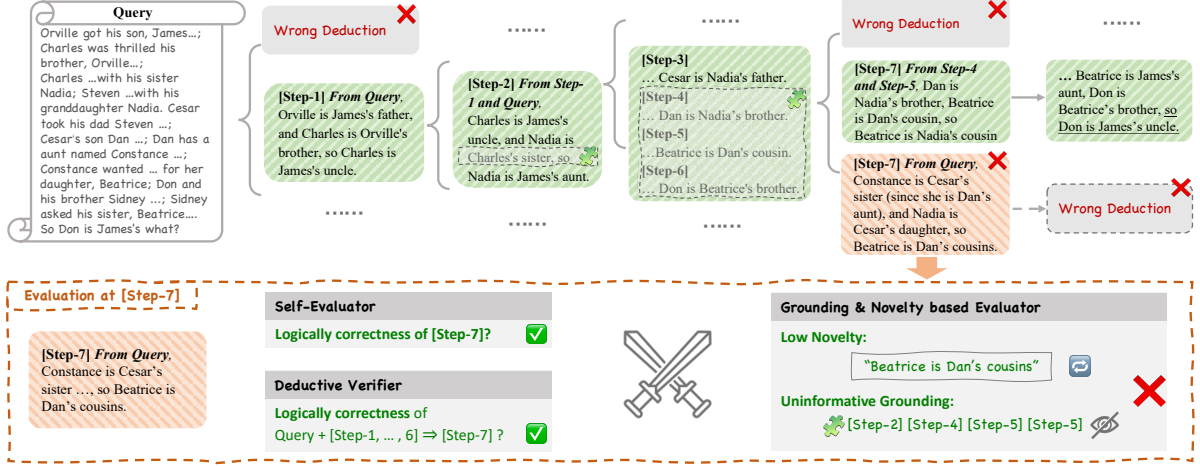 Query
Orville got his son, James...;
Charles was thrilled his
brother, Orville...;
Charles ...with his sister
Nadia; Steven ...with his
granddaughter Nadia. Cesar
took his dad Steven ...;
Cesar's son Dan ...; Dan has a
aunt named Constance ...;
Constance wanted ... for her
daughter, Beatrice; Don and
his brother Sidney ...; Sidney
asked his sister, Beatrice....
So Don is James's what?
Wrong Deduction
[Step-1] From Query,
Orville is James's father,
and Charles is Orville's
brother, so Charles is
James's uncle.
......
......
[Step-2] From Step-
1 and Query,
Charles is James's
uncle, and Nadia is
Charles's sister, so
Nadia is James's aunt.
......
......
[Step-3]
... Cesar is Nadia's father.
[Step-4]
... Dan is Nadia's brother.
[Step-5]
...Beatrice is Dan's cousin.
[Step-6]
... Don is Beatrice's brother.
......
Wrong Deduction
[Step-7] From Step-4
and Step-5, Dan is
Nadia's brother, Beatrice
is Dan's cousin, so
Beatrice is Nadia's cousin
[Step-7] From Query,
Constance is Cesar's
sister (since she is Dan's
aunt), and Nadia is
Cesar's daughter, so
Beatrice is Dan's cousins.
......
... Beatrice is James's
aunt, Don is
Beatrice's brother, so
Don is James's uncle.
Wrong Deduction
Evaluation at [Step-7]
[Step-7] From Query,
Constance is Cesar's
sister ..., so Beatrice is
Dan's cousins.
Self-Evaluator
Logically correctness of [Step-7]?
Deductive Verifier
Logically correctness of
Query + [Step-1, ... , 6] ⇒ [Step-7] ?
Grounding & Novelty based Evaluator
Low Novelty:
"Beatrice is Dan's cousins"
Uninformative Grounding:
[Step-2] [Step-4] [Step-5] [Step-5]